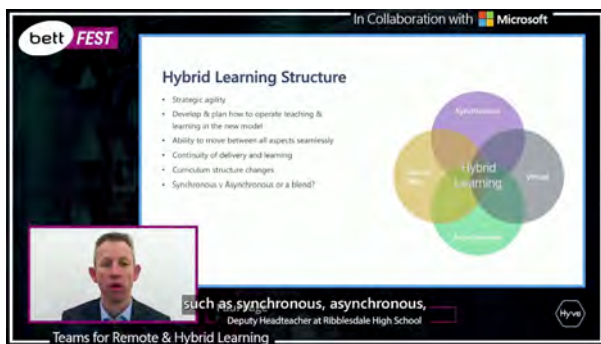 In Collaboration with Microsoft
bett FEST
Hybrid Learning Structure
• Strategic agility
• Develop & plan how to operate teaching &
learning in the new model
• Ability to move between all aspects seamlessly
• Continuity of delivery and learning
• Curriculum structure changes
• Synchronous v Asynchronous or a blend?
Synchronous
Hybrid
Learning
Virtual
Asynchronous
such as synchronous, asynchronous,
Deputy Headteacher at Ribblesdale High School
Hyve
Teams for Remote & Hybrid Learning